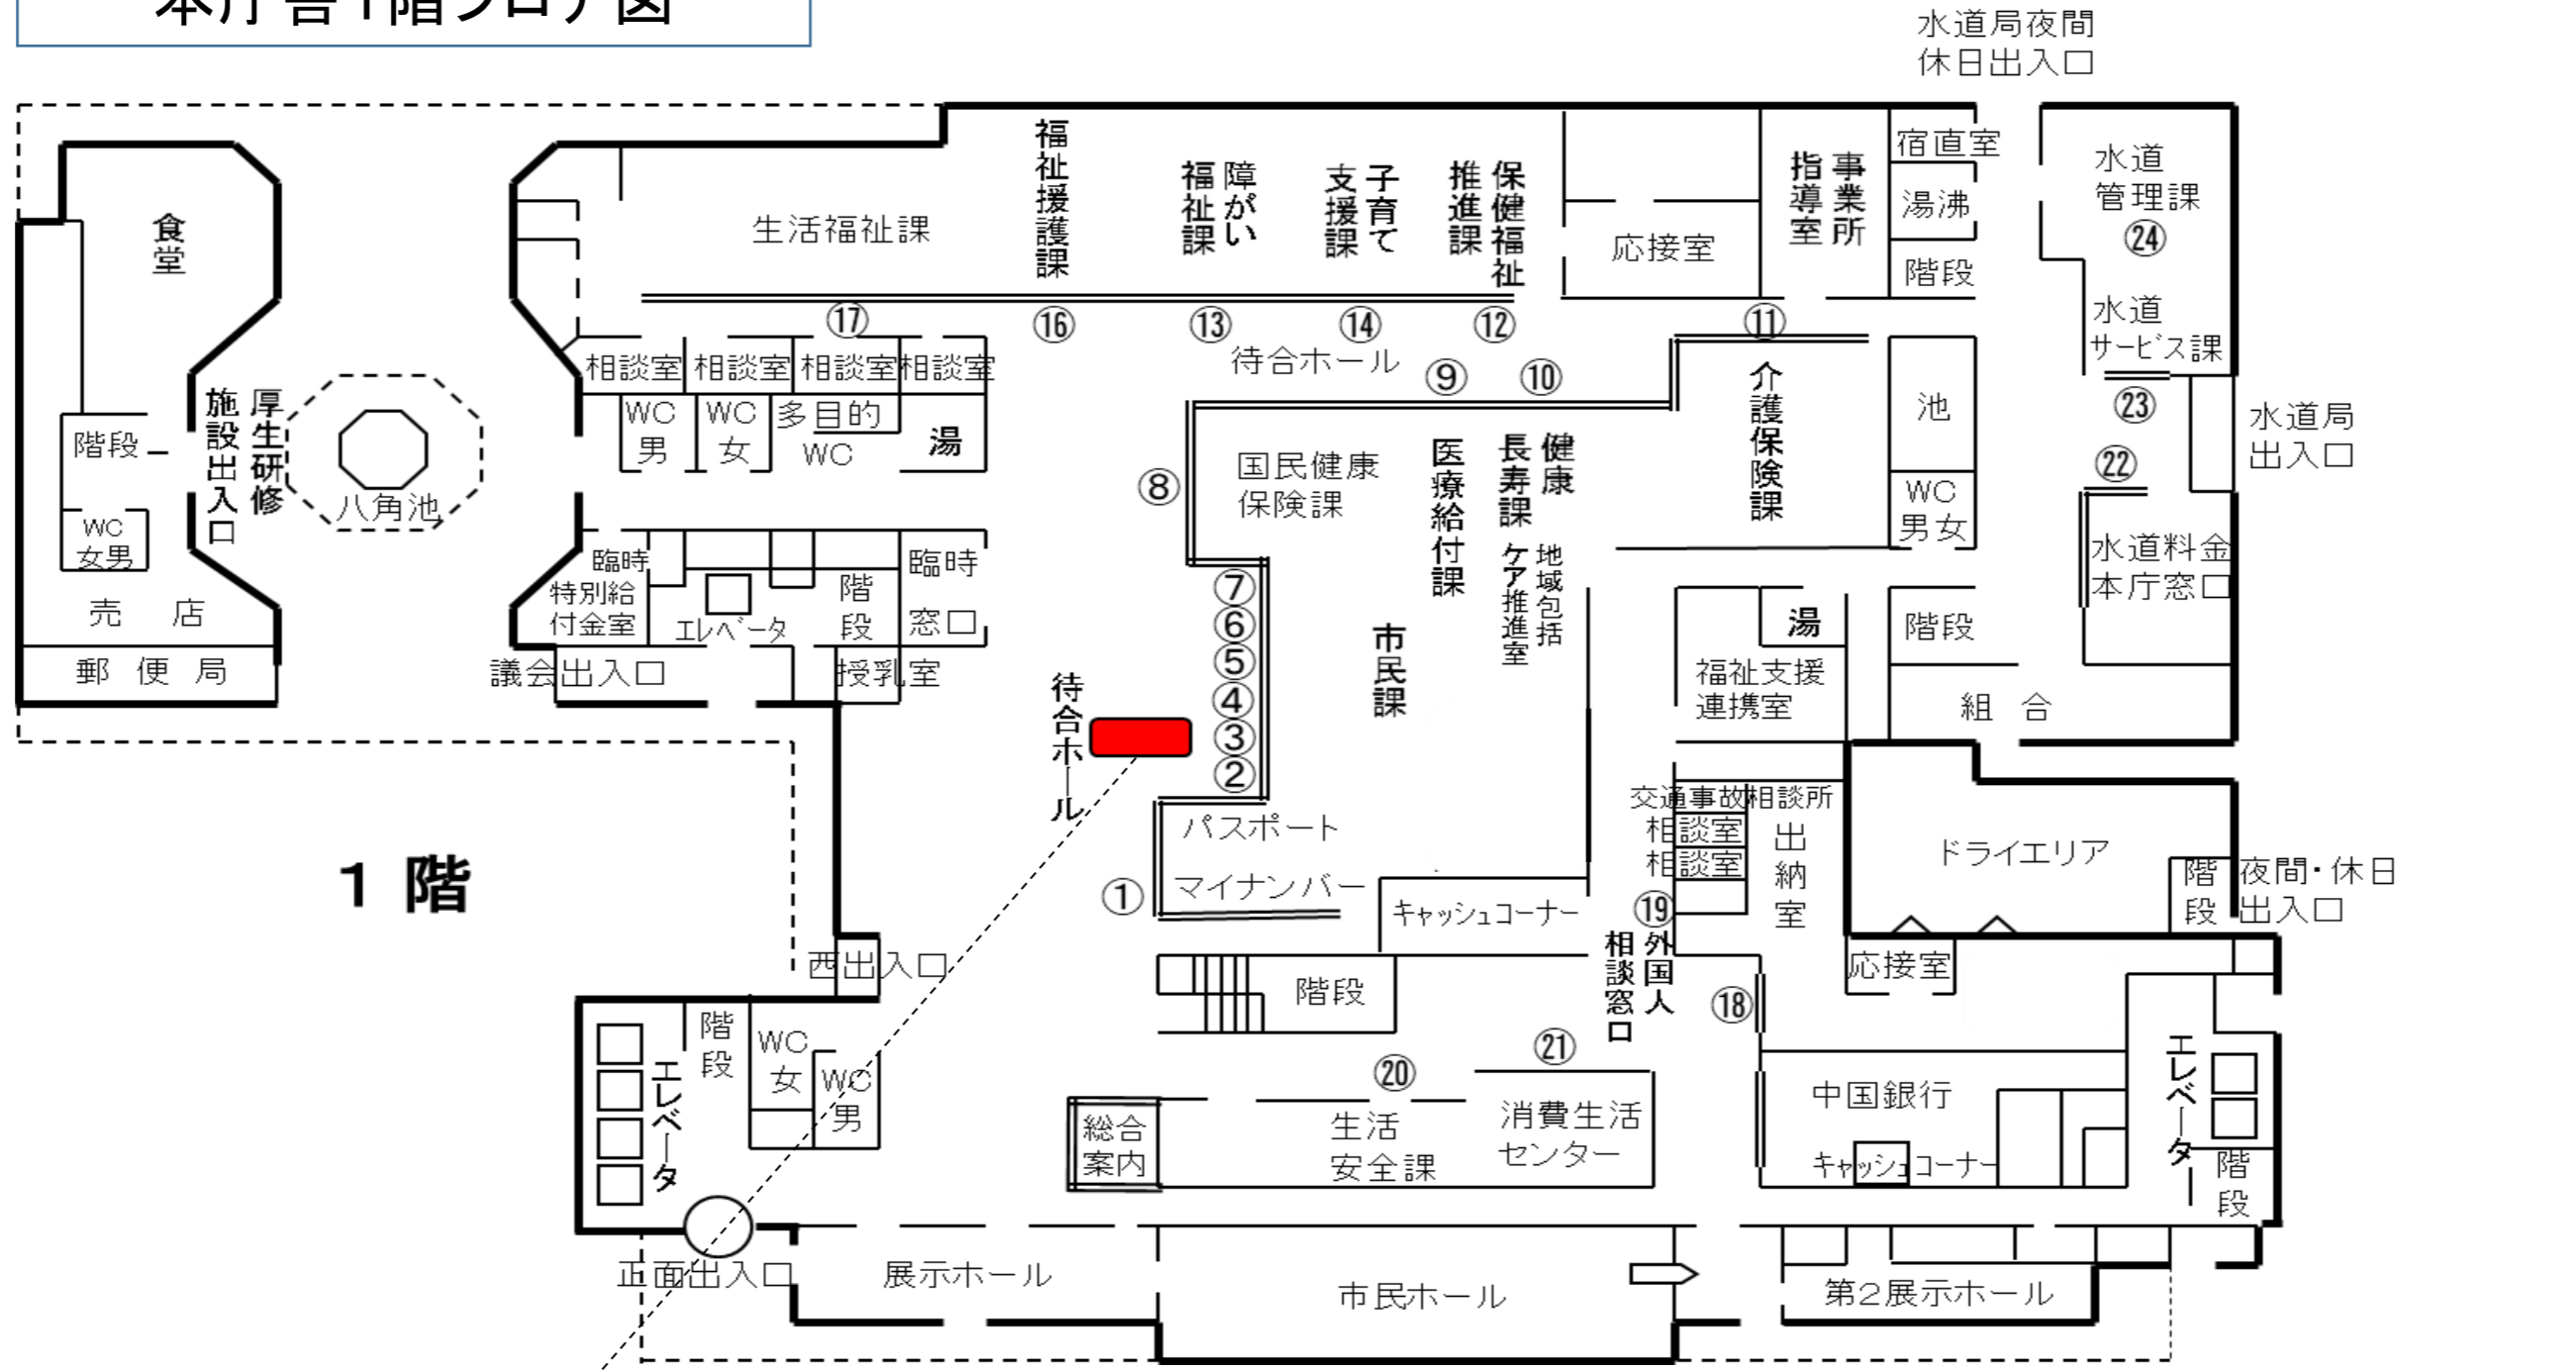 本庁舎1階フロア図
水道局夜間
休日出入口
食堂
生活福祉課
福祉援護課
障がい
福祉課
子育て
支援課
保健福祉
推進課
応接室
事業所
指導室
宿直室
湯沸
階段
水道
管理課
㉔
水道
サービス課
⑰
⑯
⑬
⑭
⑫
⑪
待合ホール
⑨
⑩
相談室
相談室
相談室
相談室
WC
男
WC
女
多目的
WC
湯
厚生研修
施設出入口
八角池
階段
WC
女男
売店
郵便局
⑧
国民健康
保険課
医療給付課
健康
長寿課
地域包括
ケア推進室
介護保険課
池
WC
男女
㉓
㉒
水道局
出入口
水道料金
本庁窓口
臨時
特別給
付金室
エレベータ
階段
臨時
窓口
議会出入口
授乳室
⑦
⑥
⑤
④
③
②
市民課
待合ホール
湯
福祉支援
連携室
階段
組合
交通事故相談所
相談室
相談室
出納室
ドライエリア
階段
夜間・休日
出入口
1階
パスポート
マイナンバー
①
キャッシュコーナー
⑲
外国人
相談窓口
西出入口
階段
⑱
応接室
エレベータ
階段
WC
女
WC
男
⑳
㉑
総合
案内
生活
安全課
消費生活
センター
中国銀行
キャッシュコーナー
エレベーター
階段
正面出入口
展示ホール
市民ホール
第2展示ホール